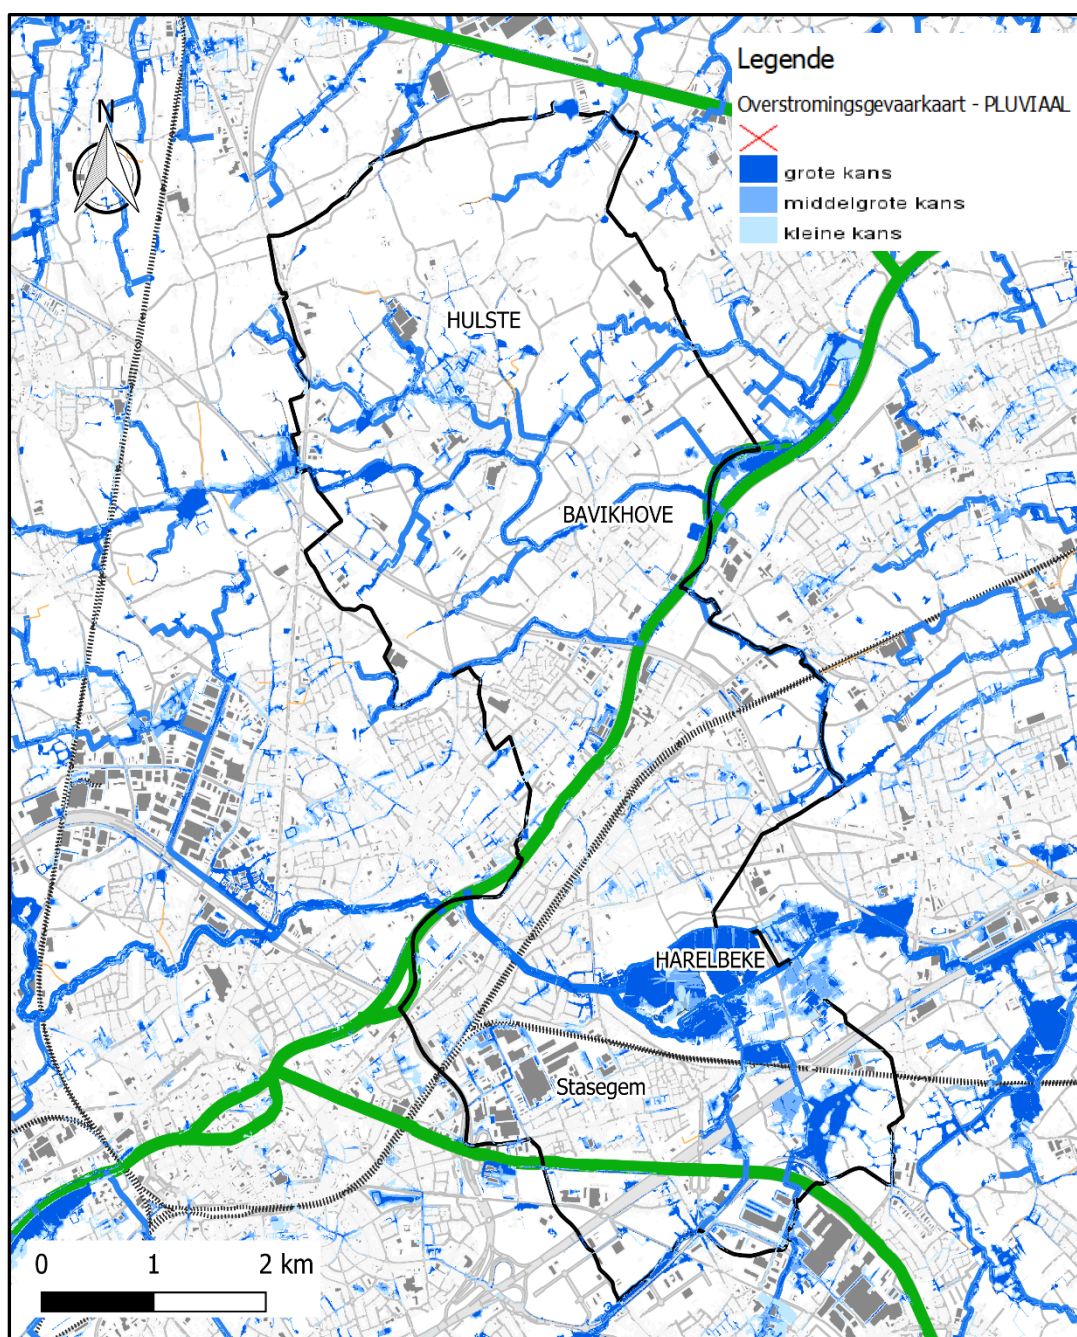 Legende
Overstromingsgevaarkaart - PLUVIAAL
grote kans
middelgrote kans
kleine kans
N
HULSTE
BAVIKHOVE
HARELBEKE
Stasegem
0 1 2 km